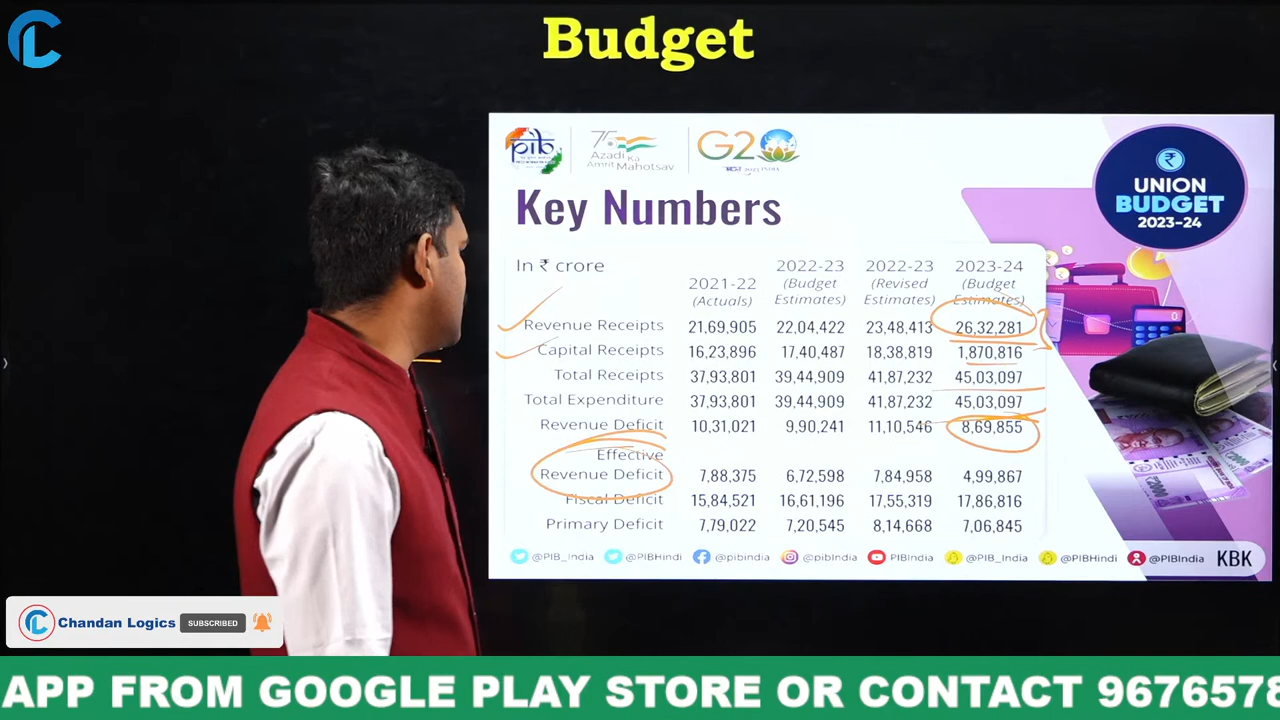 Budget
pib
75
Azadi Ka
Amrit Mahotsav
G20
UNION
BUDGET
2023-24
Key Numbers
In ₹ crore
2021-22 (Actuals) 2022-23 (Budget Estimates) 2022-23 (Revised Estimates) 2023-24 (Budget Estimates)
Revenue Receipts 21,69,905 22,04,422 23,48,413 26,32,281
Capital Receipts 16,23,896 17,40,487 18,38,819 1,870,816
Total Receipts 37,93,801 39,44,909 41,87,232 45,03,097
Total Expenditure 37,93,801 39,44,909 41,87,232 45,03,097
Revenue Deficit 10,31,021 9,90,241 11,10,546 8,69,855
Effective
Revenue Deficit 7,88,375 6,72,598 7,84,958 4,99,867
Fiscal Deficit 15,84,521 16,61,196 17,55,319 17,86,816
Primary Deficit 7,79,022 7,20,545 8,14,668 7,06,845
@PIB_India @PIBHindi @pibindia @pibIndia PIBIndia @PIB_India @PIBHindi @PIBIndia KBK
Chandan Logics SUBSCRIBED
APP FROM GOOGLE PLAY STORE OR CONTACT 9676578